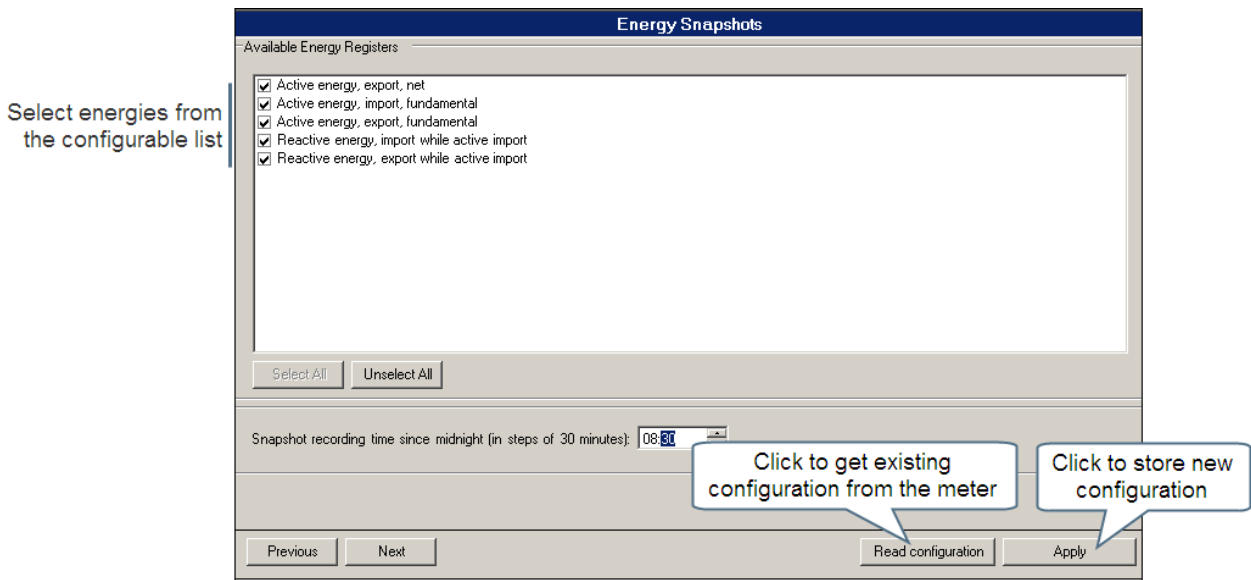 Energy Snapshots
Available Energy Registers
Select energies from
the configurable list
Active energy, export, net
Active energy, import, fundamental
Active energy, export, fundamental
Reactive energy, import while active import
Reactive energy, export while active import
Select All
Unselect All
Snapshot recording time since midnight (in steps of 30 minutes): 08:30
Click to get existing
configuration from the meter
Click to store new
configuration
Previous
Next
Read configuration
Apply